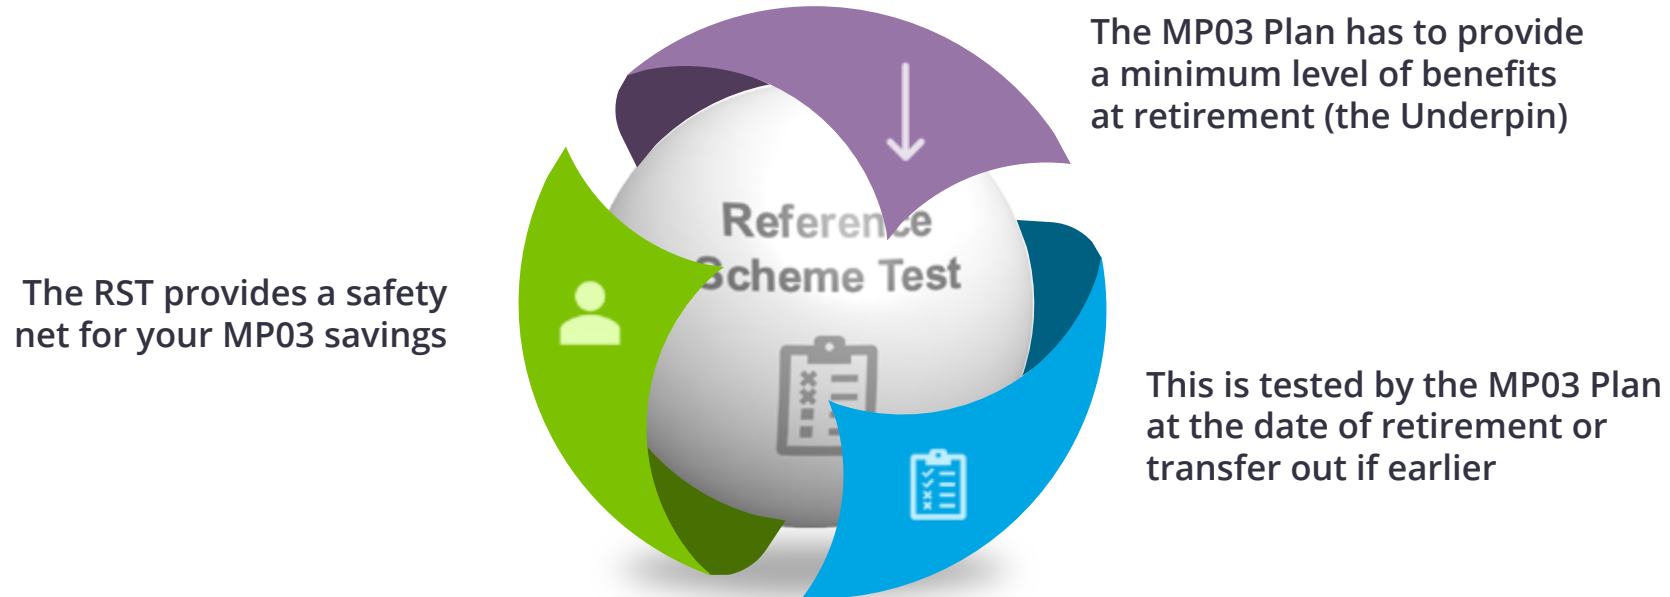 The MP03 Plan has to provide
a minimum level of benefits
at retirement (the Underpin)
Reference
Scheme Test
The RST provides a safety
net for your MP03 savings
This is tested by the MP03 Plan
at the date of retirement or
transfer out if earlier